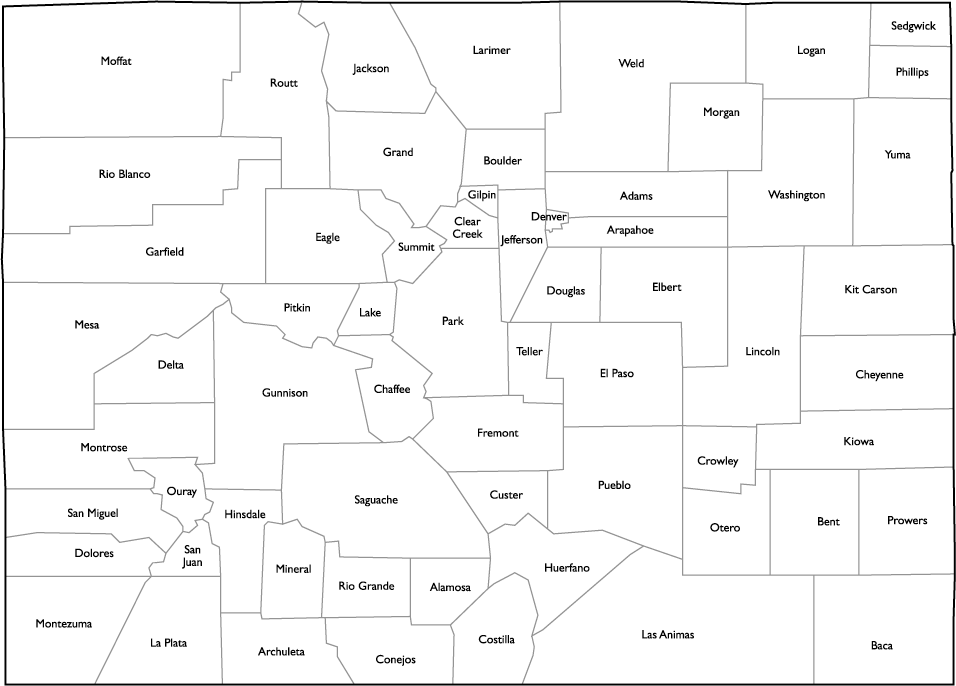 Moffat
Routt
Jackson
Larimer
Weld
Logan
Sedgwick
Phillips
Morgan
Grand
Boulder
Rio Blanco
Yuma
Washington
Adams
Gilpin
Denver
Clear
Creek
Jefferson
Arapahoe
Garfield
Eagle
Summit
Douglas
Elbert
Kit Carson
Mesa
Pitkin
Lake
Park
Teller
Lincoln
Delta
Gunnison
Chaffee
El Paso
Cheyenne
Montrose
Fremont
Kiowa
Crowley
Ouray
Saguache
Custer
Pueblo
San Miguel
Hinsdale
Otero
Bent
Prowers
Dolores
San
Juan
Mineral
Rio Grande
Alamosa
Huerfano
Montezuma
La Plata
Archuleta
Conejos
Costilla
Las Animas
Baca